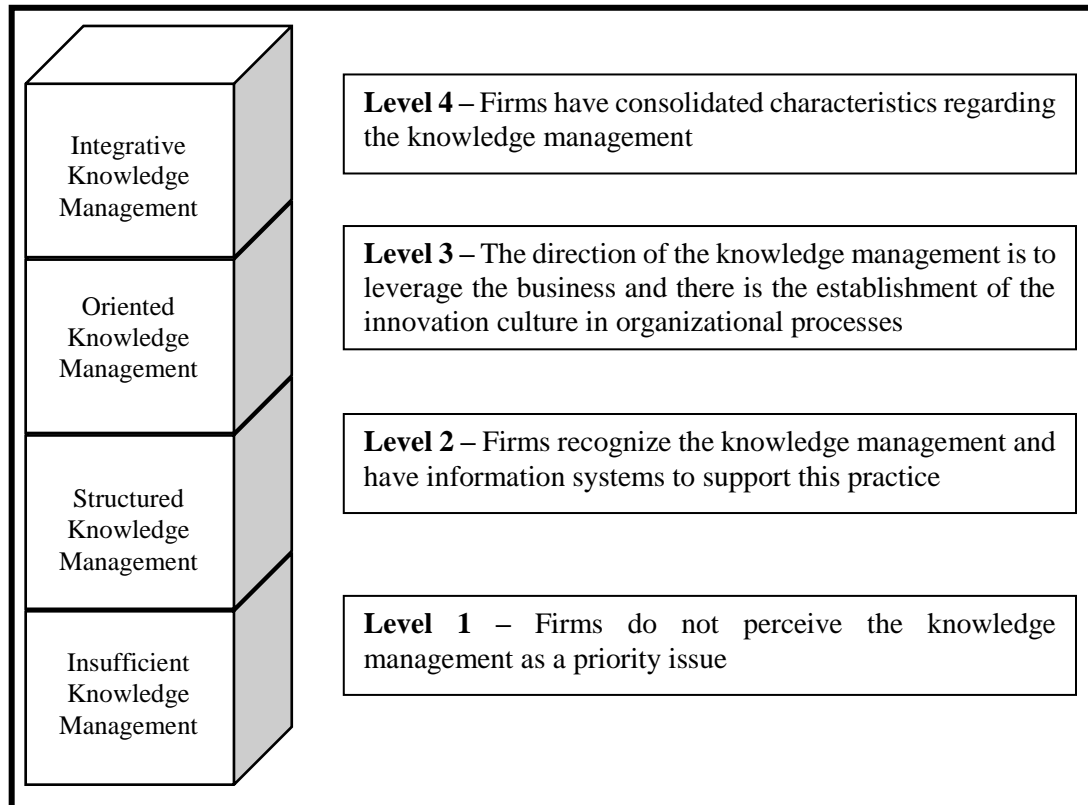 Integrative
Knowledge
Management
Level 4 – Firms have consolidated characteristics regarding
the knowledge management
Oriented
Knowledge
Management
Level 3 – The direction of the knowledge management is to
leverage the business and there is the establishment of the
innovation culture in organizational processes
Structured
Knowledge
Management
Level 2 – Firms recognize the knowledge management and
have information systems to support this practice
Insufficient
Knowledge
Management
Level 1 – Firms do not perceive the knowledge
management as a priority issue